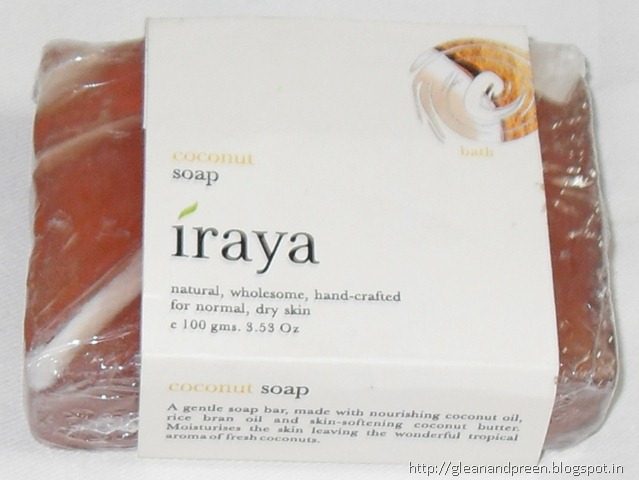 bath
coconut
soap
iraya
natural, wholesome, hand-crafted
for normal, dry skin
e 100 gms. 3.53 Oz
coconut soap
A gentle soap bar, made with nourishing coconut oil,
rice bran oil and skin-softening coconut butter.
Moisturises the skin leaving the wonderful tropical
aroma of fresh coconuts.
http://gleanandpreen.blogspot.in